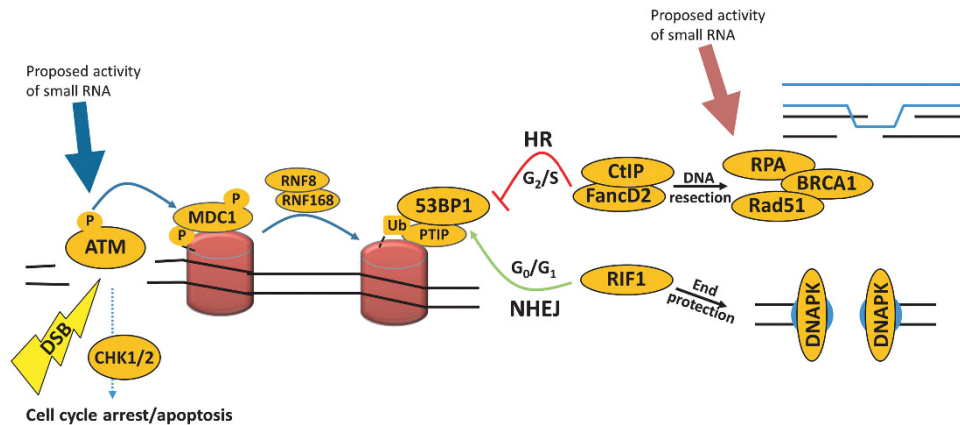 Proposed activity
of small RNA
Proposed activity
of small RNA
P
ATM
DSB
CHK1/2
Cell cycle arrest/apoptosis
P
MDC1
P
RNF8
RNF168
53BP1
Ub
PTIP
HR
G2/S
CtIP
FancD2
DNA
resection
RPA
BRCA1
Rad51
G0/G1
NHEJ
RIF1
End
protection
DNAPK
DNAPK